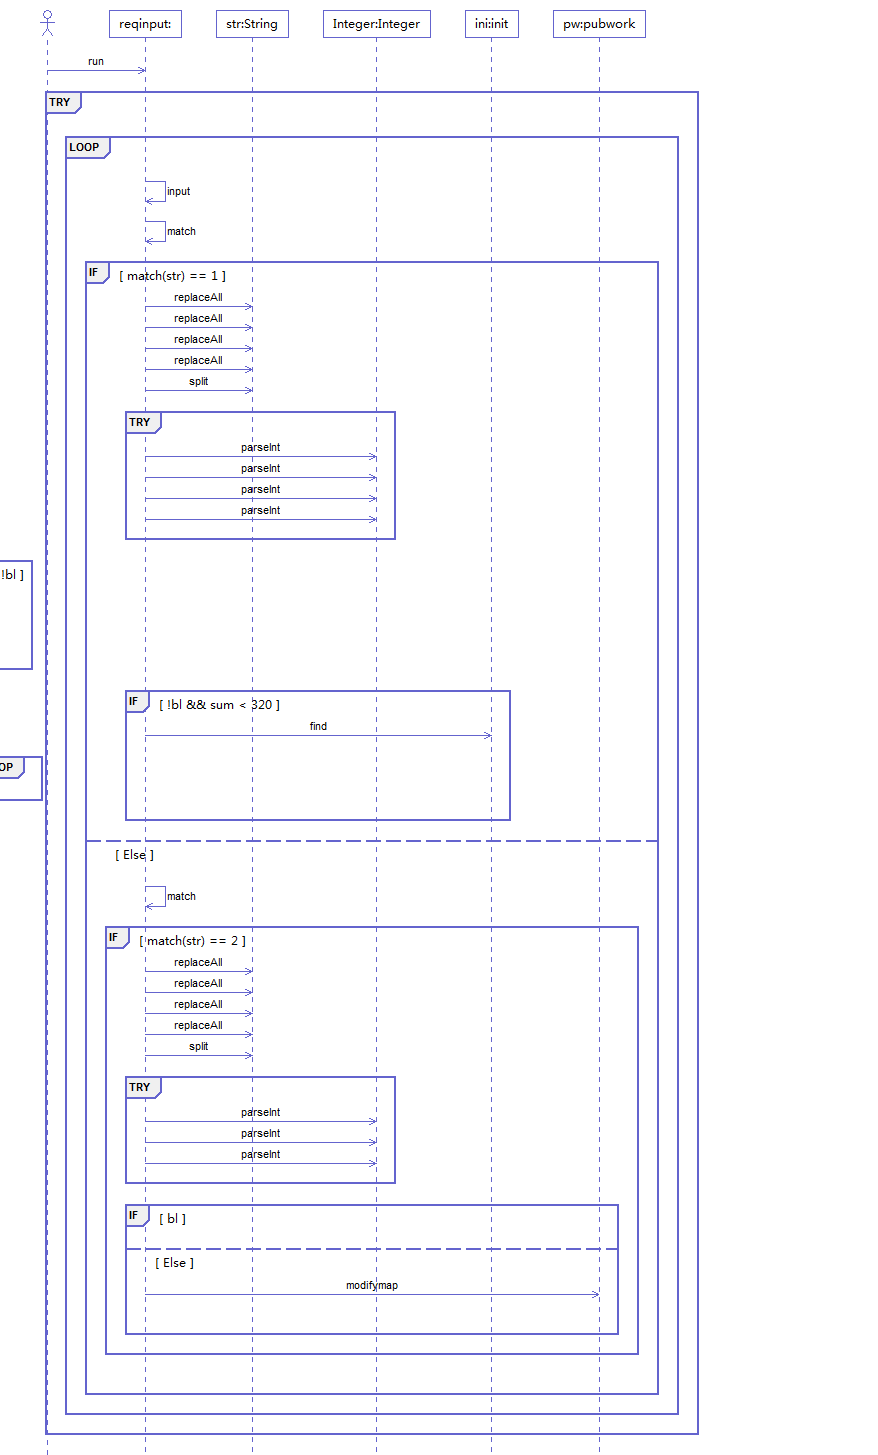 reqinput:
str:String
Integer:Integer
ini:init
pw:pubwork
run
TRY
LOOP
input
match
IF
[ match(str) == 1 ]
replaceAll
replaceAll
replaceAll
replaceAll
split
TRY
parseInt
parseInt
parseInt
parseInt
!bl ]
IF
[ !bl && sum < 320 ]
find
OP
[ Else ]
match
IF
[ match(str) == 2 ]
replaceAll
replaceAll
replaceAll
replaceAll
split
TRY
parseInt
parseInt
parseInt
IF
[ bl ]
[ Else ]
modifymap